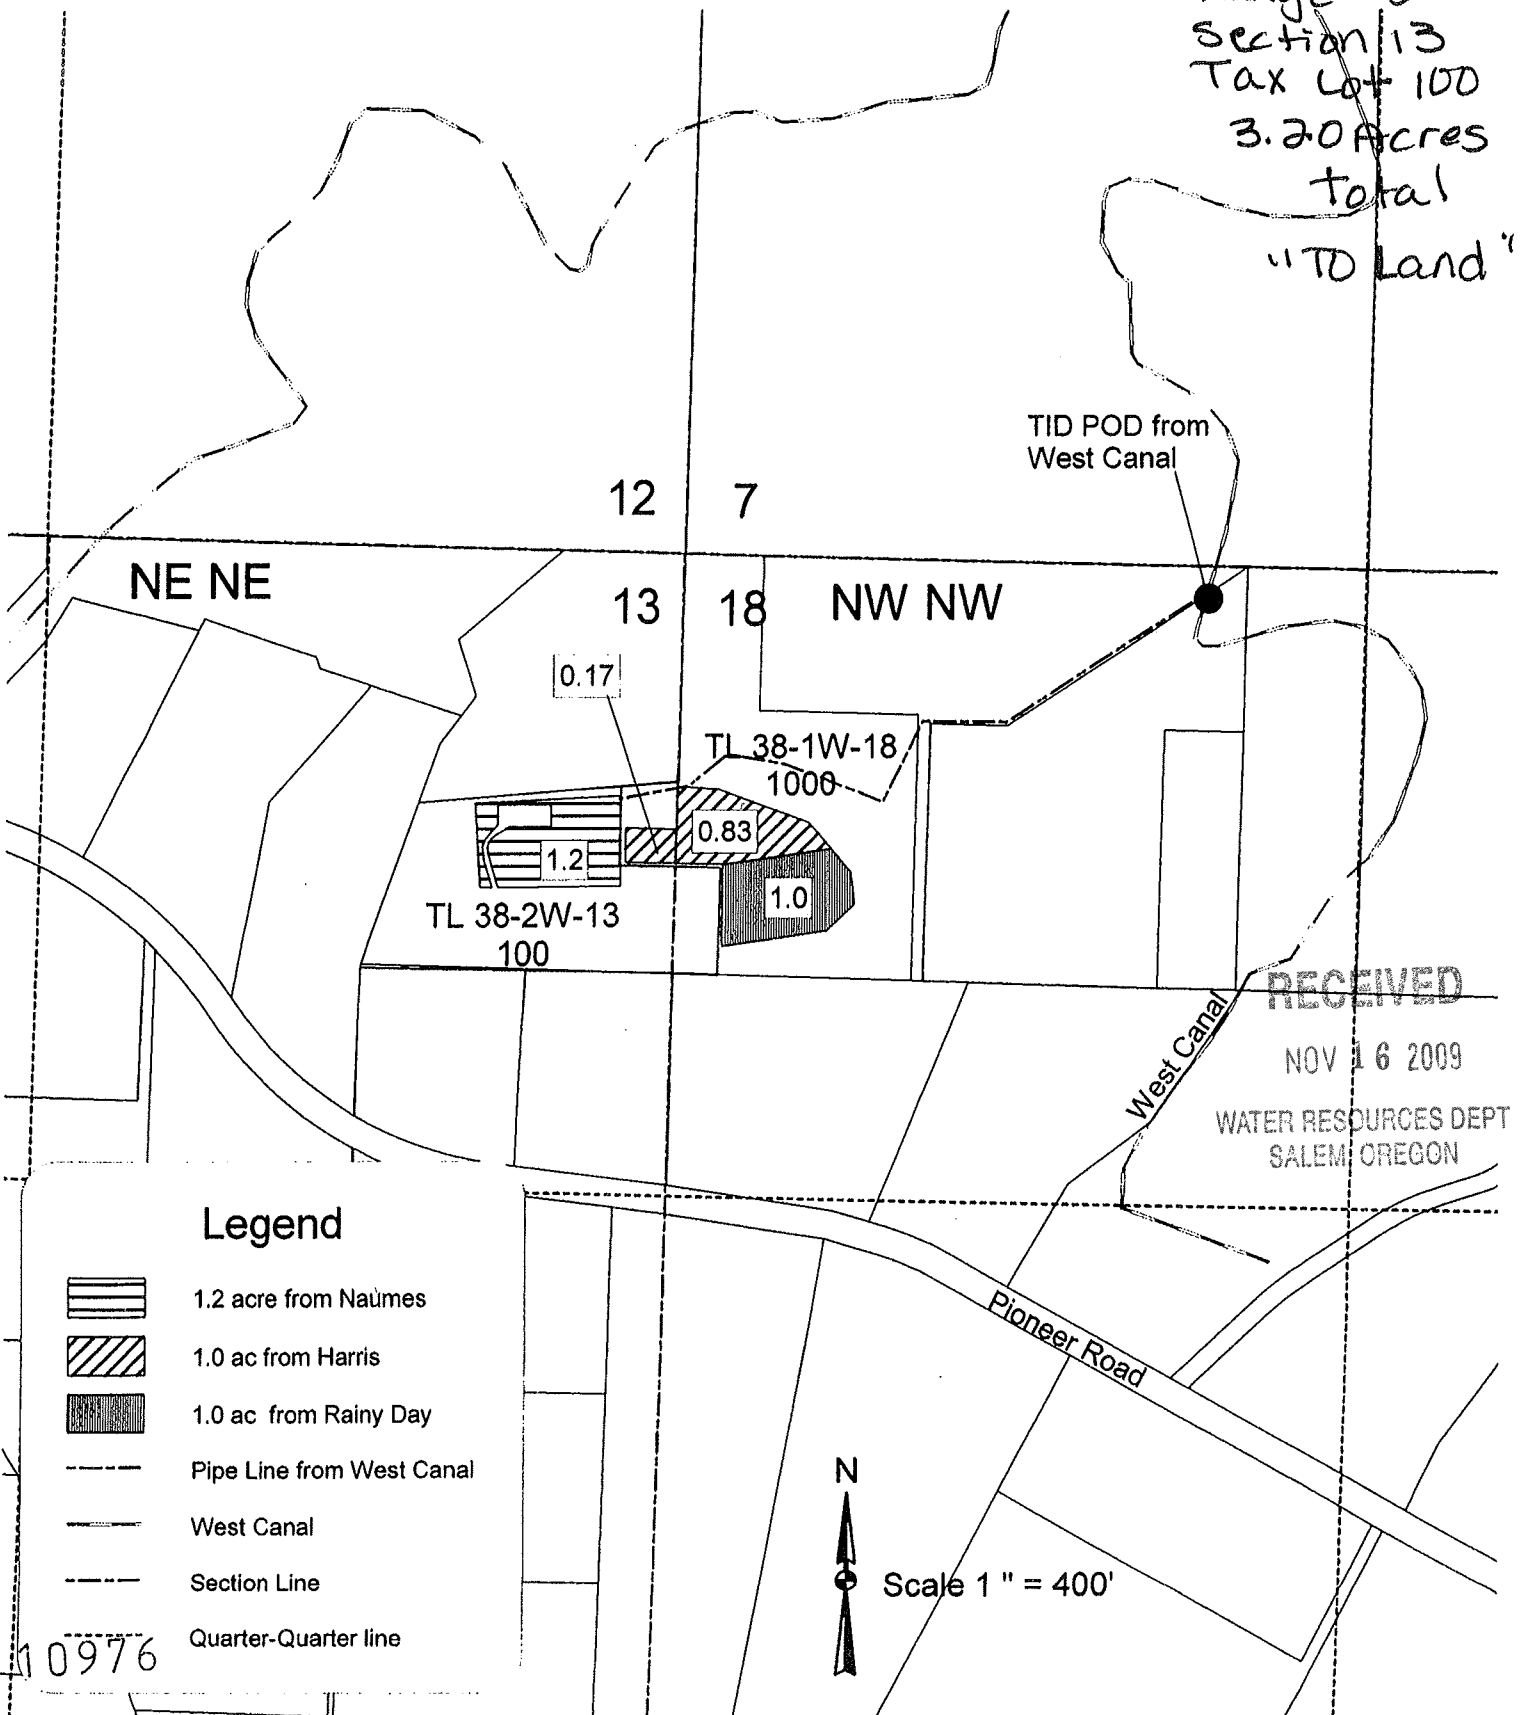 Section 13
Tax Lot 100
3.20 Acres
total
"TO Land"
TID POD from
West Canal
12 7
NE NE
13 18
NW NW
0.17
TL 38-1W-18
1000
0.83
1.2
1.0
TL 38-2W-13
100
RECEIVED
NOV 16 2009
WATER RESOURCES DEPT
SALEM OREGON
West Canal
Pioneer Road
Legend
1.2 acre from Naumes
1.0 ac from Harris
1.0 ac from Rainy Day
Pipe Line from West Canal
West Canal
Section Line
Quarter-Quarter line
10976
N
Scale 1 " = 400'